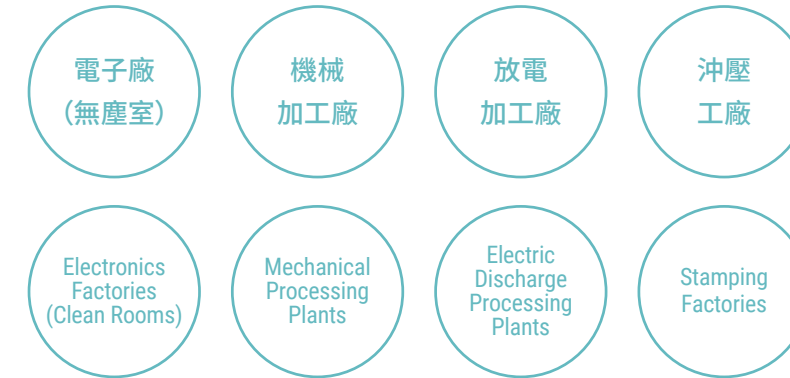 電子廠
(無塵室)
機械
加工廠
放電
加工廠
沖壓
工廠
Electronics
Factories
(Clean Rooms)
Mechanical
Processing
Plants
Electric
Discharge
Processing
Plants
Stamping
Factories